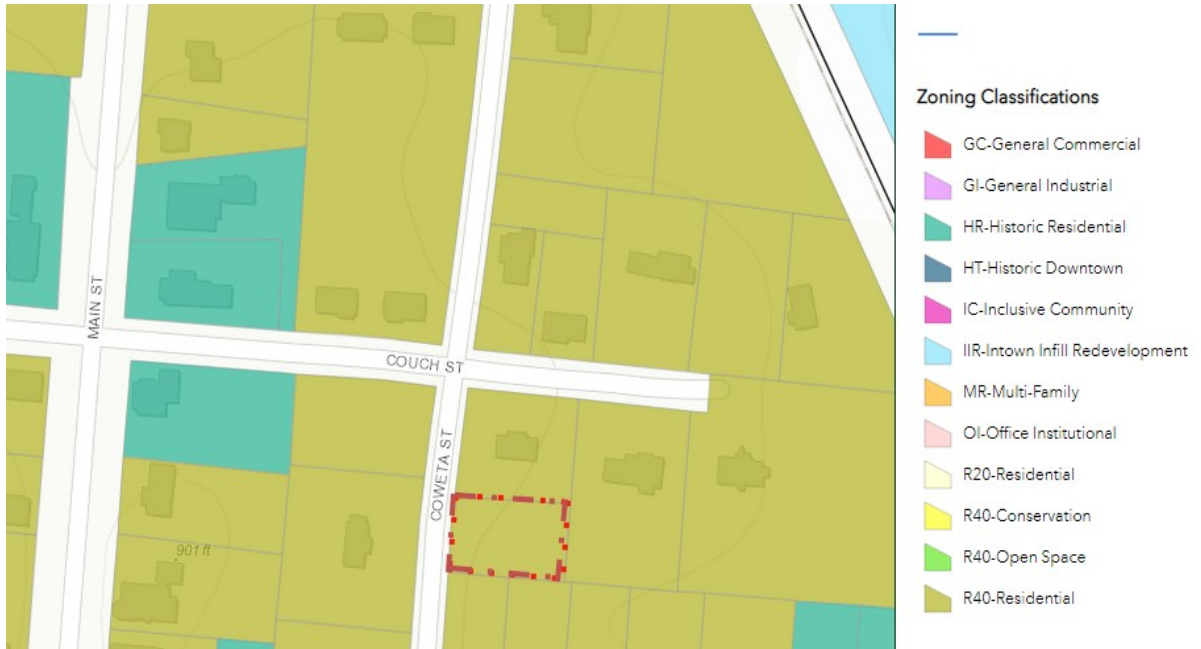 MAIN ST
COUCH ST
COWETA ST
901 ft
Zoning Classifications
GC-General Commercial
GI-General Industrial
HR-Historic Residential
HT-Historic Downtown
IC-Inclusive Community
IIR-Intown Infill Redevelopment
MR-Multi-Family
OI-Office Institutional
R20-Residential
R40-Conservation
R40-Open Space
R40-Residential